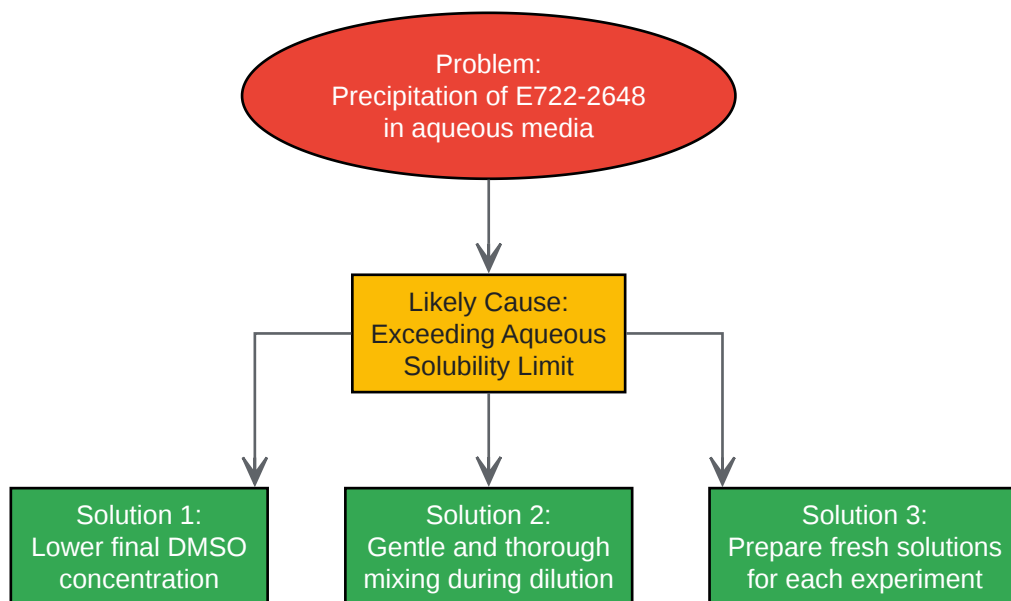 Problem:
Precipitation of E722-2648
in aqueous media
Likely Cause:
Exceeding Aqueous
Solubility Limit
Solution 1:
Lower final DMSO
concentration
Solution 2:
Gentle and thorough
mixing during dilution
Solution 3:
Prepare fresh solutions
for each experiment